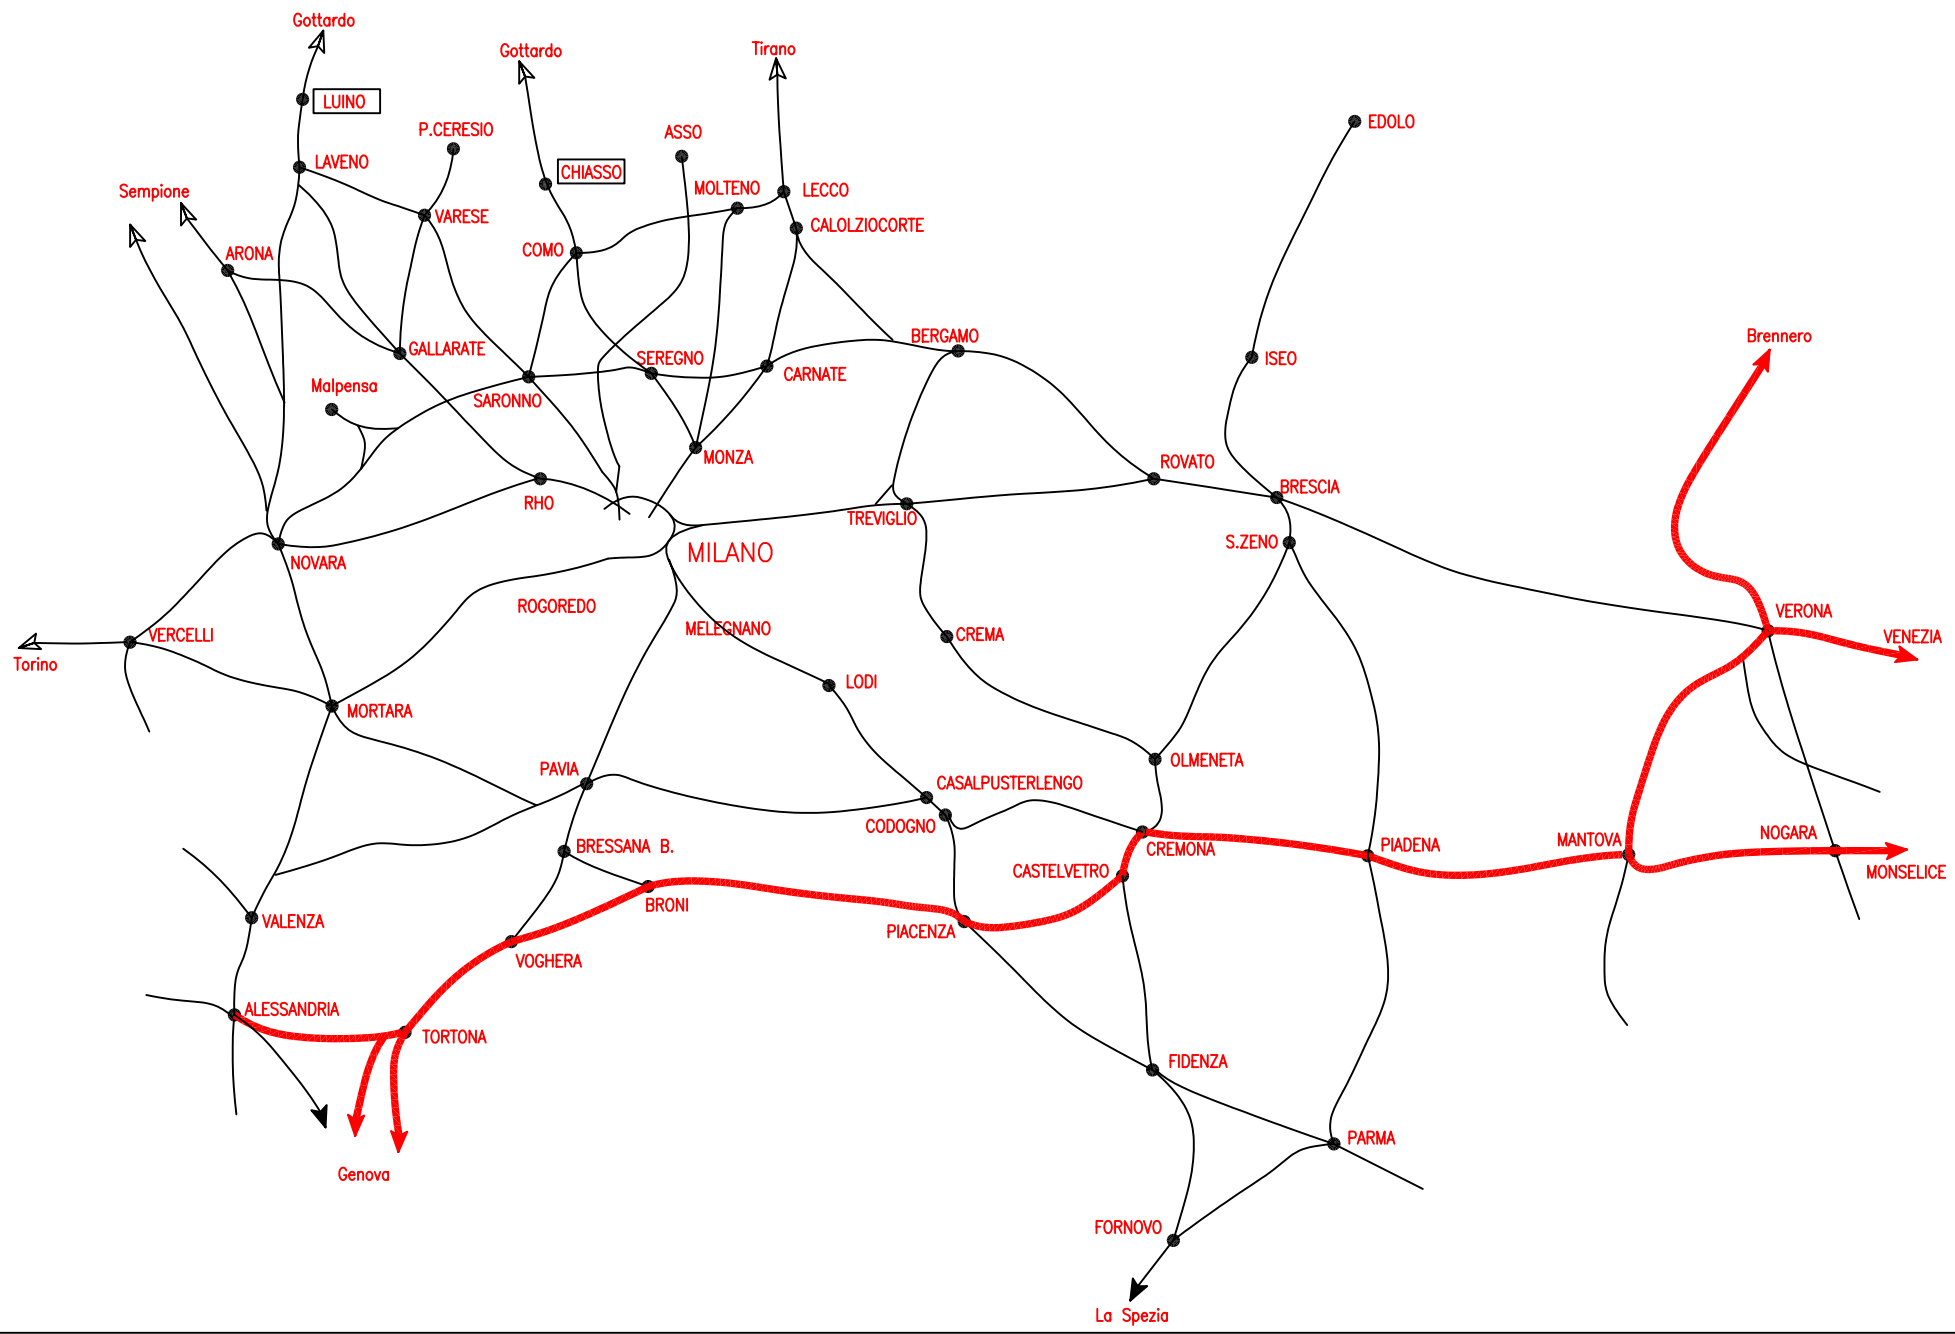 Gottardo
Gottardo
Tirano
LUINO
P.CERESIO
ASSO
EDOLO
LAVENO
CHIASSO
MOLTENO
LECCO
Sempione
VARESE
CALOLZIOCORTE
ARONA
COMO
BERGAMO
Brennero
GALLARATE
SEREGNO
ISEO
Malpensa
CARNATE
SARONNO
MONZA
ROVATO
BRESCIA
RHO
TREVIGLIO
S.ZENO
MILANO
NOVARA
ROGOREDO
VERONA
MELEGNANO
VERCELLI
CREMA
VENEZIA
Torino
LODI
MORTARA
OLMENETA
PAVIA
CASALPUSTERLENGO
CODOGNO
NOGARA
MANTOVA
BRESSANA B.
CREMONA
PIADENA
CASTELVETRO
MONSELICE
BRONI
VALENZA
PIACENZA
VOGHERA
ALESSANDRIA
TORTONA
FIDENZA
PARMA
Genova
FORNOVO
La Spezia